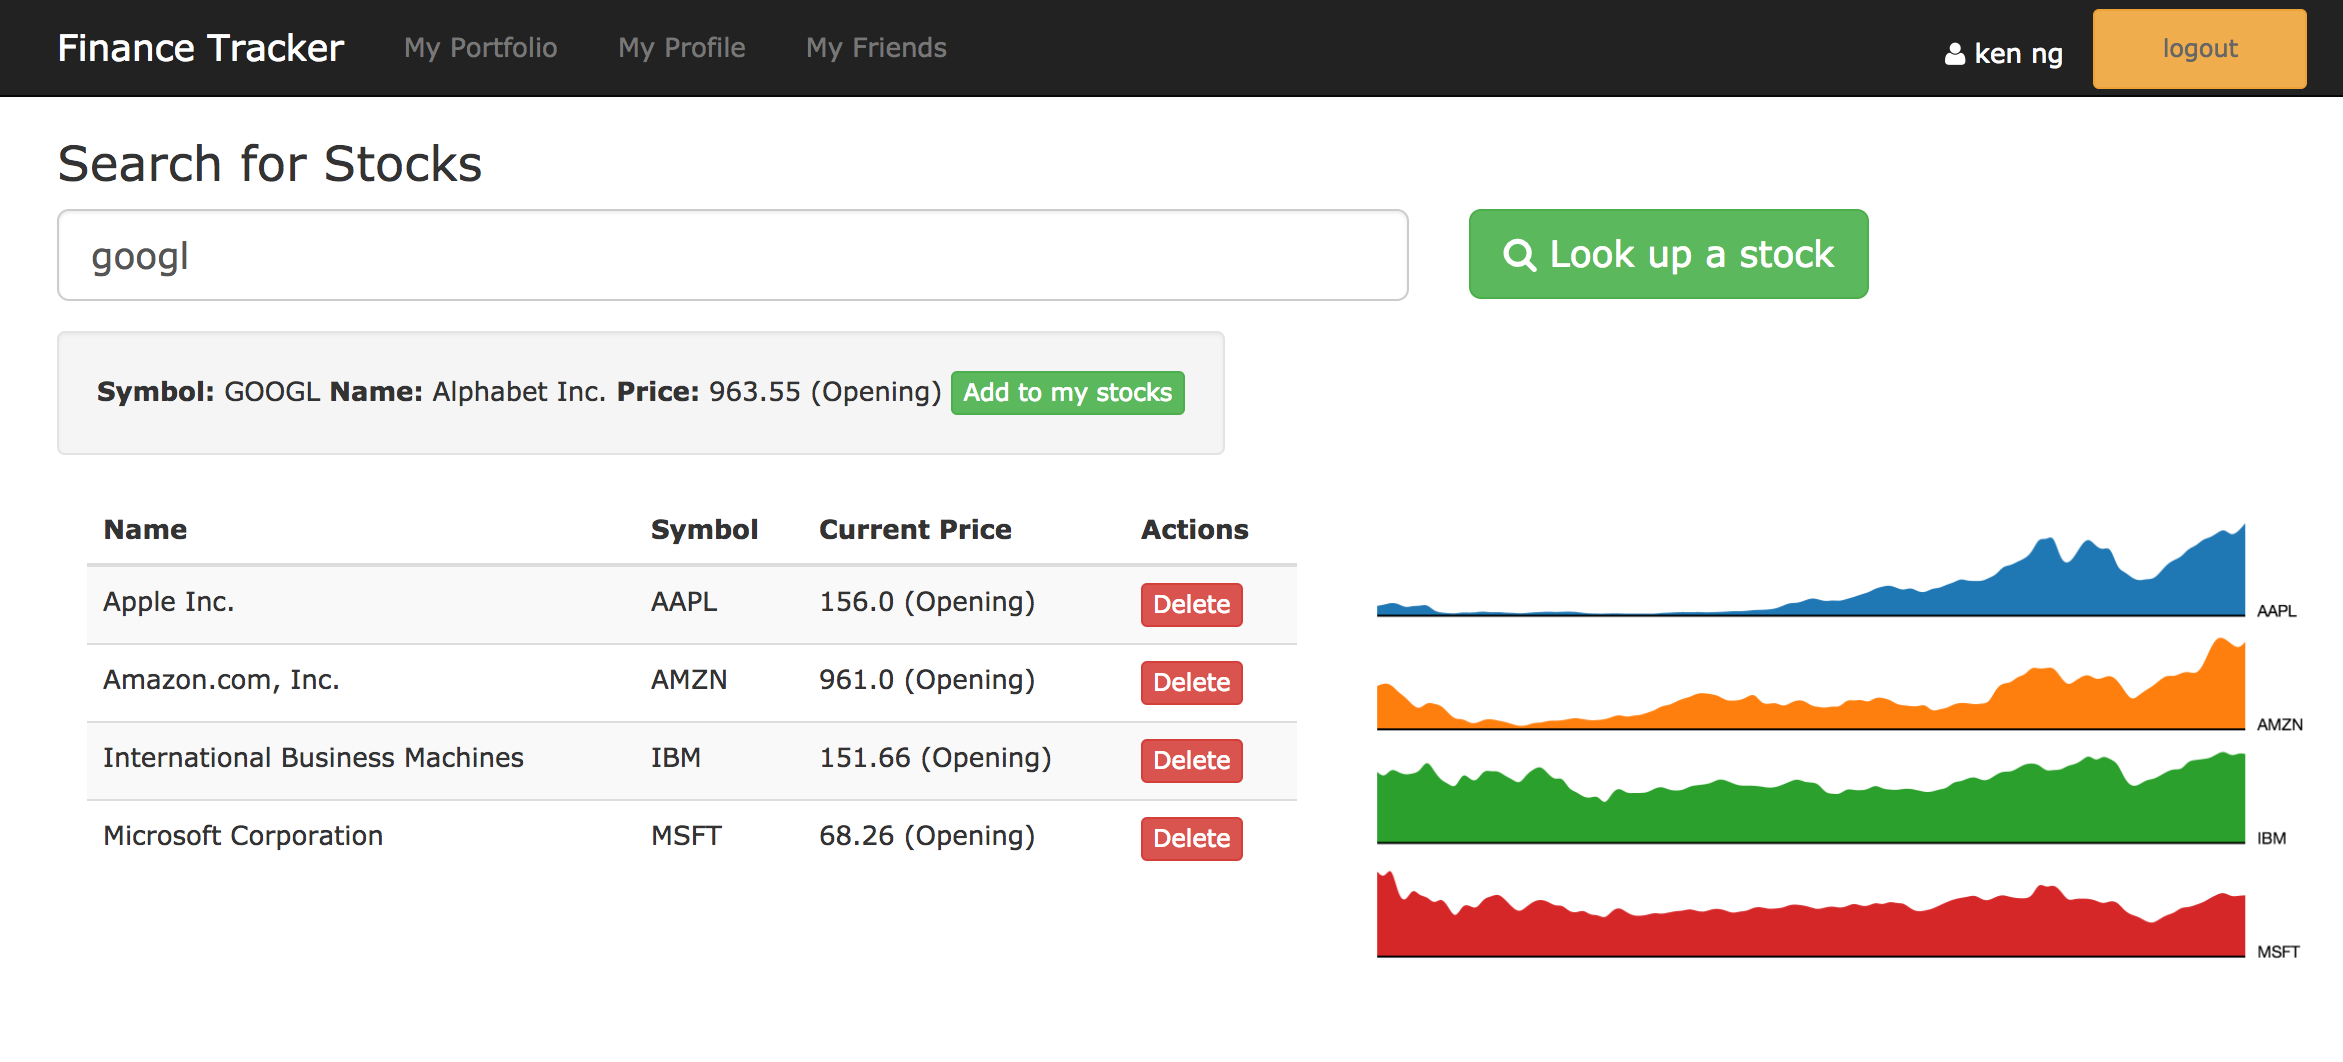 Finance Tracker My Portfolio My Profile My Friends ken ng logout
Search for Stocks
googl Look up a stock
Symbol: GOOGL Name: Alphabet Inc. Price: 963.55 (Opening) Add to my stocks
Name Symbol Current Price Actions
Apple Inc. AAPL 156.0 (Opening) Delete
Amazon.com, Inc. AMZN 961.0 (Opening) Delete
International Business Machines IBM 151.66 (Opening) Delete
Microsoft Corporation MSFT 68.26 (Opening) Delete
AAPL
AMZN
IBM
MSFT